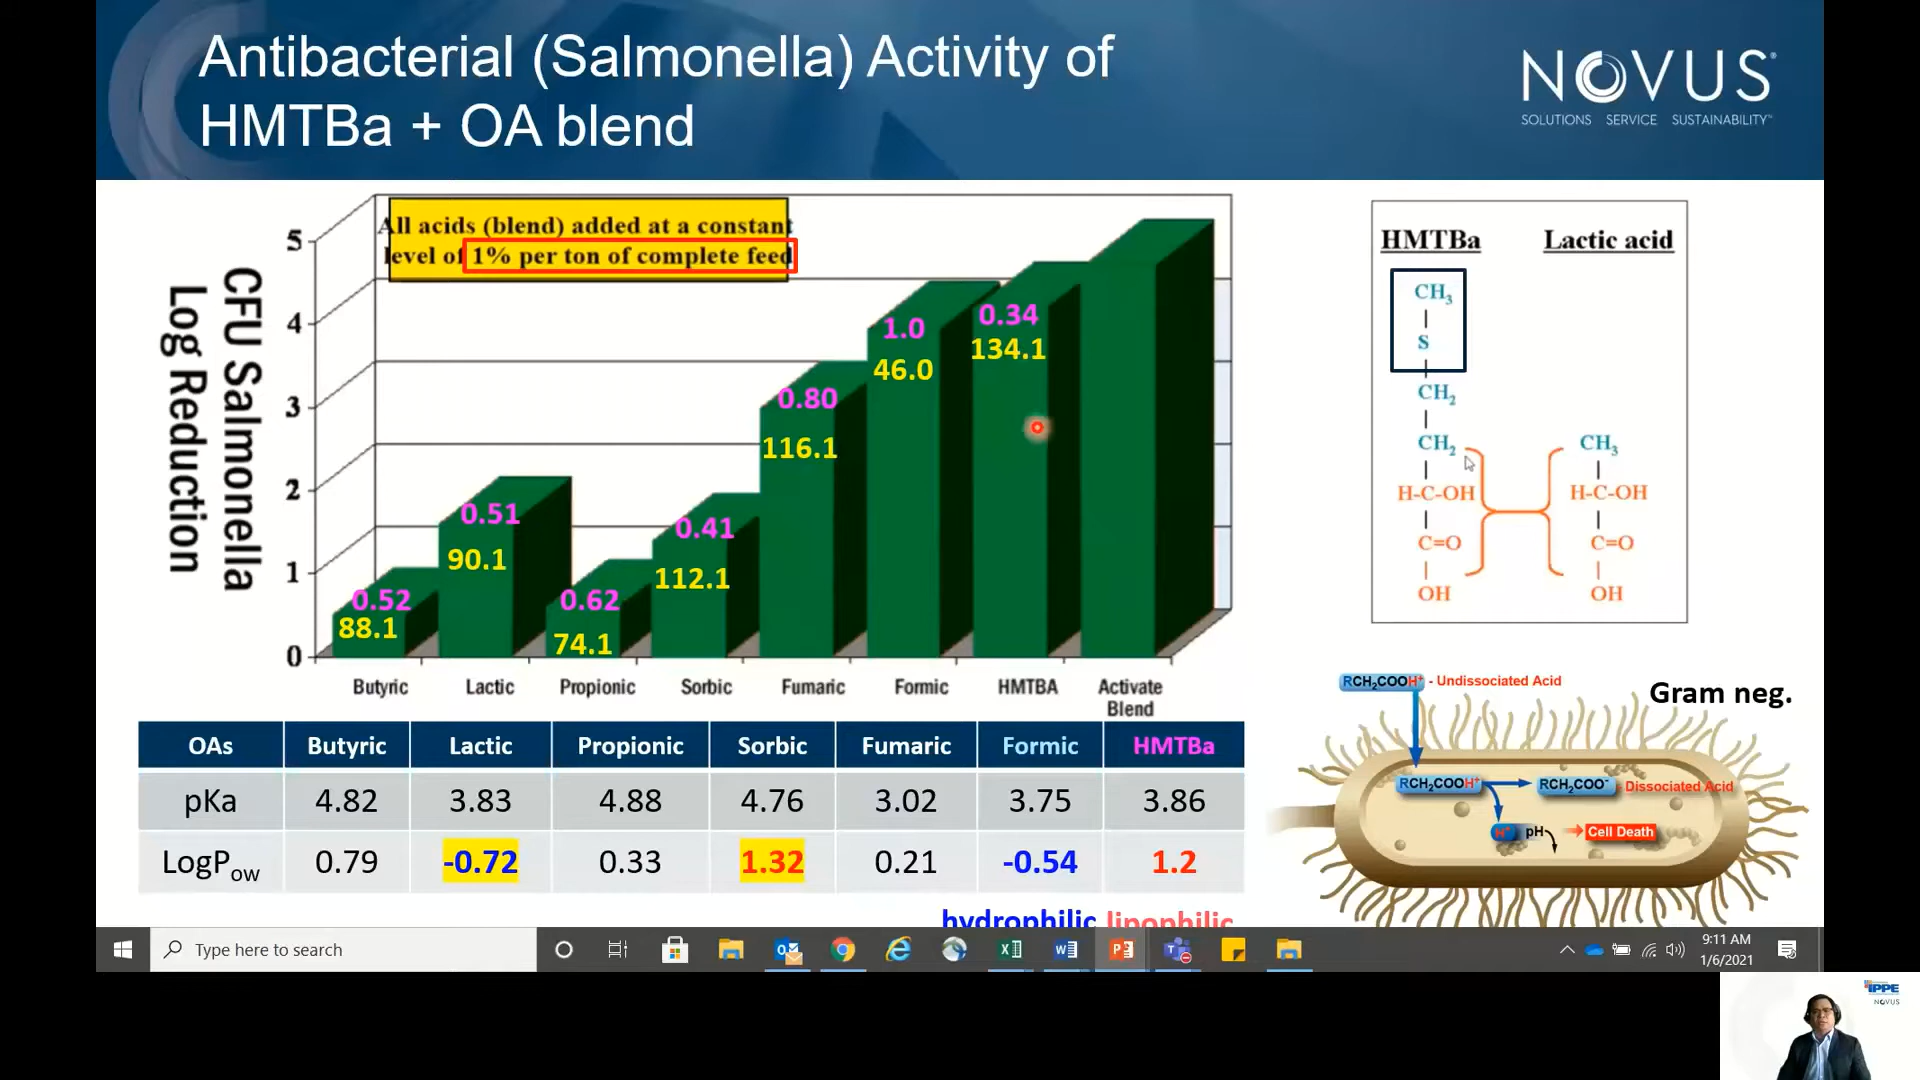 Antibacterial (Salmonella) Activity of
HMTBa + OA blend
NOVUS
SOLUTIONS SERVICE SUSTAINABILITY
All acids (blend) added at a constant
level of 1% per ton of complete feed
CFU Salmonella
Log Reduction
5
4
3
2
1
0
0.52
88.1
0.51
90.1
0.62
74.1
0.41
112.1
0.80
116.1
1.0
46.0
0.34
134.1
Butyric Lactic Propionic Sorbic Fumaric Formic HMTBA Activate
Blend
HMTBa Lactic acid
CH3
S
CH2
CH2 CH3
H-C-OH H-C-OH
C=O C=O
OH OH
OAs Butyric Lactic Propionic Sorbic Fumaric Formic HMTBa
pKa 4.82 3.83 4.88 4.76 3.02 3.75 3.86
LogPow 0.79 -0.72 0.33 1.32 0.21 -0.54 1.2
hydrophilic lipophilic
RCH2COOH+ - Undissociated Acid
Gram neg.
RCH2COOH+ RCH2COO- - Dissociated Acid
H+ pH Cell Death
Type here to search
9:11 AM
1/6/2021
IPPE
NOVUS